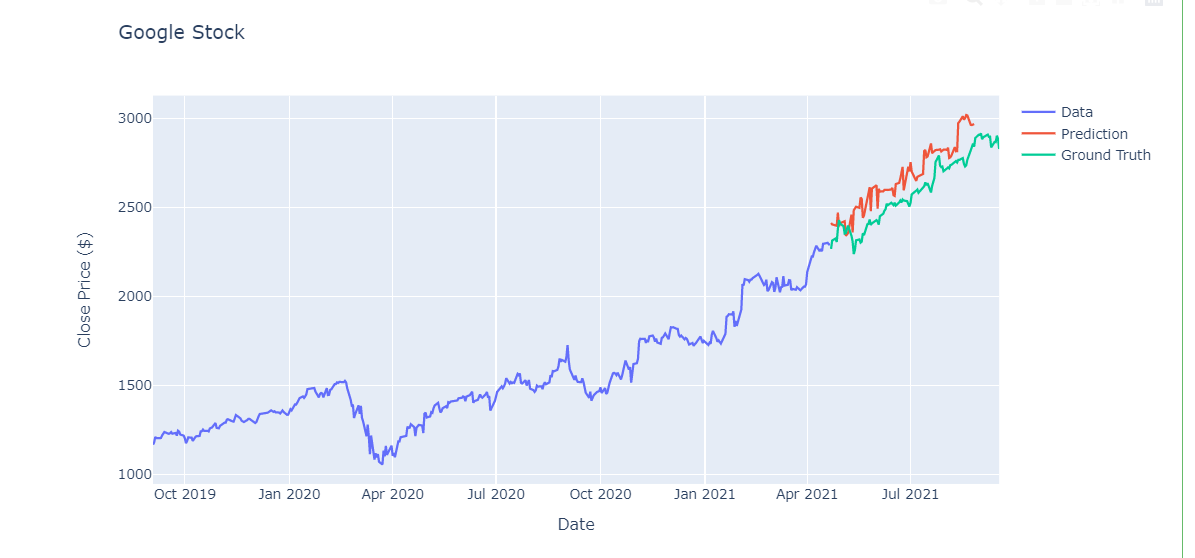 Google Stock
3000
2500
2000
1500
1000
Close Price ($)
Oct 2019 Jan 2020 Apr 2020 Jul 2020 Oct 2020 Jan 2021 Apr 2021 Jul 2021
Date
Data
Prediction
Ground Truth